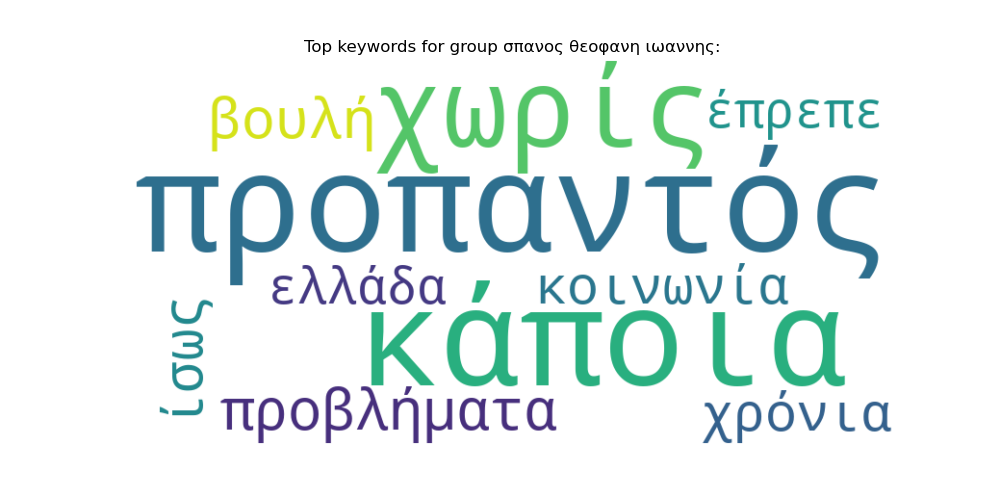 Top keywords for group σπανος θεοφανη ιωαννης:
βουλή χωρίς έπρεπε
προπαντός
ελλάδα κοινωνία
ίσως κάποια
προβλήματα χρόνια